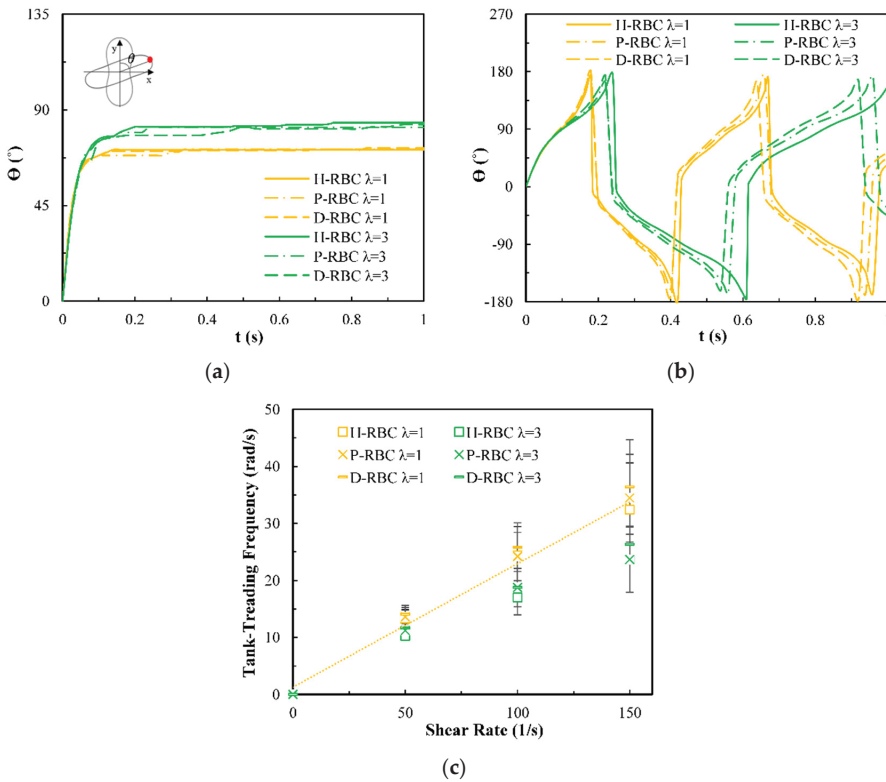 135
90
45
0
Θ (°)
y
θ
x
H-RBC λ=1
P-RBC λ=1
D-RBC λ=1
H-RBC λ=3
P-RBC λ=3
D-RBC λ=3
0 0.2 0.4 0.6 0.8 1
t (s)
(a)
270
180
90
0
-90
-180
Θ (°)
H-RBC λ=1 H-RBC λ=3
P-RBC λ=1 P-RBC λ=3
D-RBC λ=1 D-RBC λ=3
0 0.2 0.4 0.6 0.8 1
t (s)
(b)
50
40
30
20
10
0
Tank-Treading Frequency (rad/s)
H-RBC λ=1 H-RBC λ=3
P-RBC λ=1 P-RBC λ=3
D-RBC λ=1 D-RBC λ=3
0 50 100 150
Shear Rate (1/s)
(c)